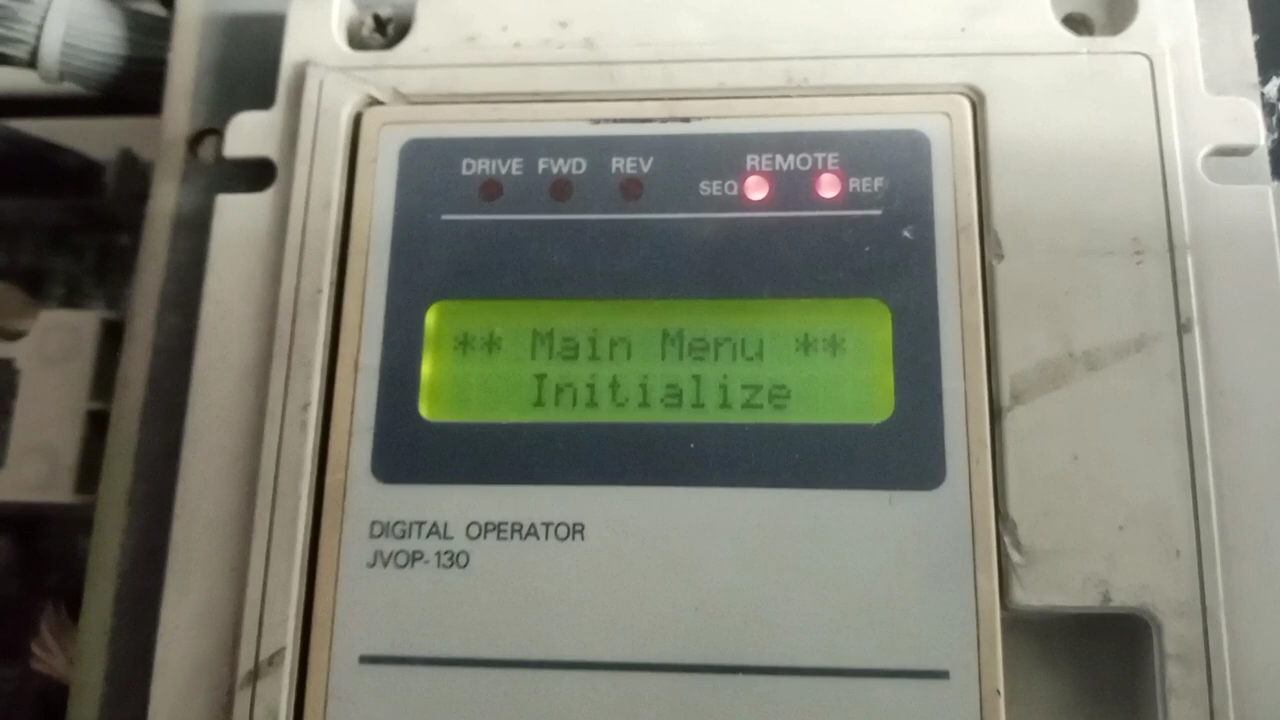 DRIVE FWD REV REMOTE
SEQ REF
** Main Menu **
Initialize
DIGITAL OPERATOR
JVOP-130